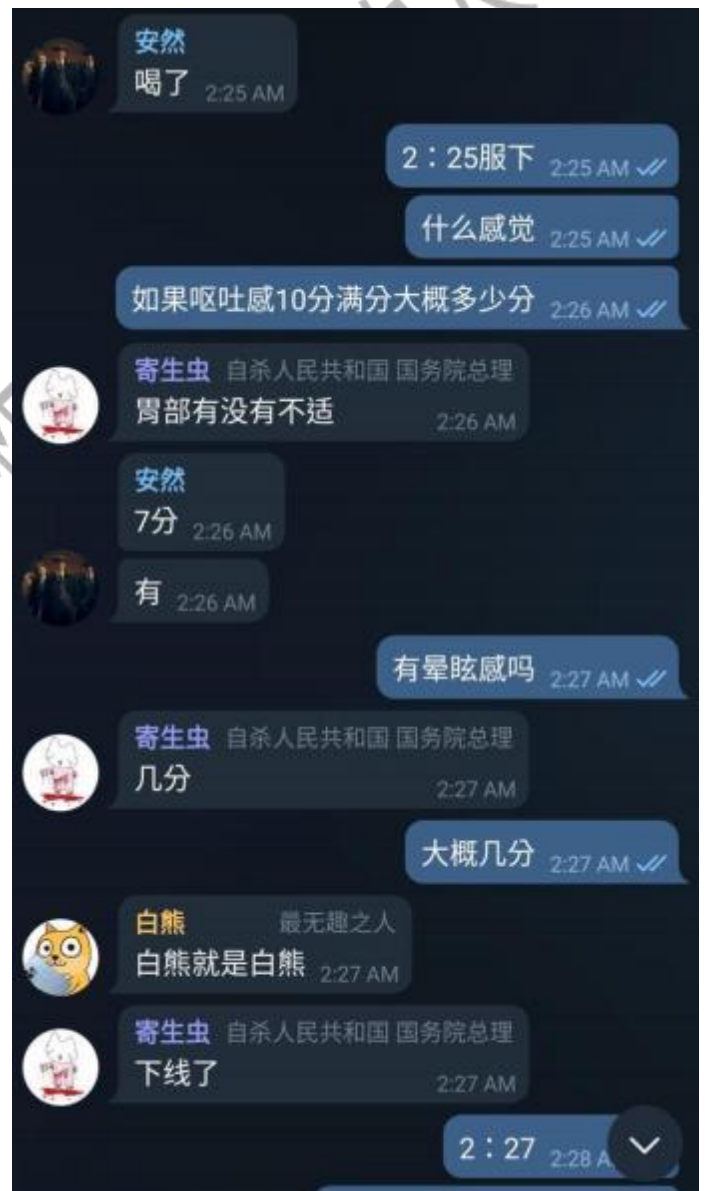 安然
喝了 2:25 AM
2：25服下 2:25 AM
什么感觉 2:25 AM
如果呕吐感10分满分大概多少分 2:26 AM
寄生虫 自杀人民共和国 国务院总理
胃部有没有不适 2:26 AM
安然
7分 2:26 AM
有 2:26 AM
有晕眩感吗 2:27 AM
寄生虫 自杀人民共和国 国务院总理
几分 2:27 AM
大概几分 2:27 AM
白熊 最无趣之人
白熊就是白熊 2:27 AM
寄生虫 自杀人民共和国 国务院总理
下线了 2:27 AM
2：27 2:28 A